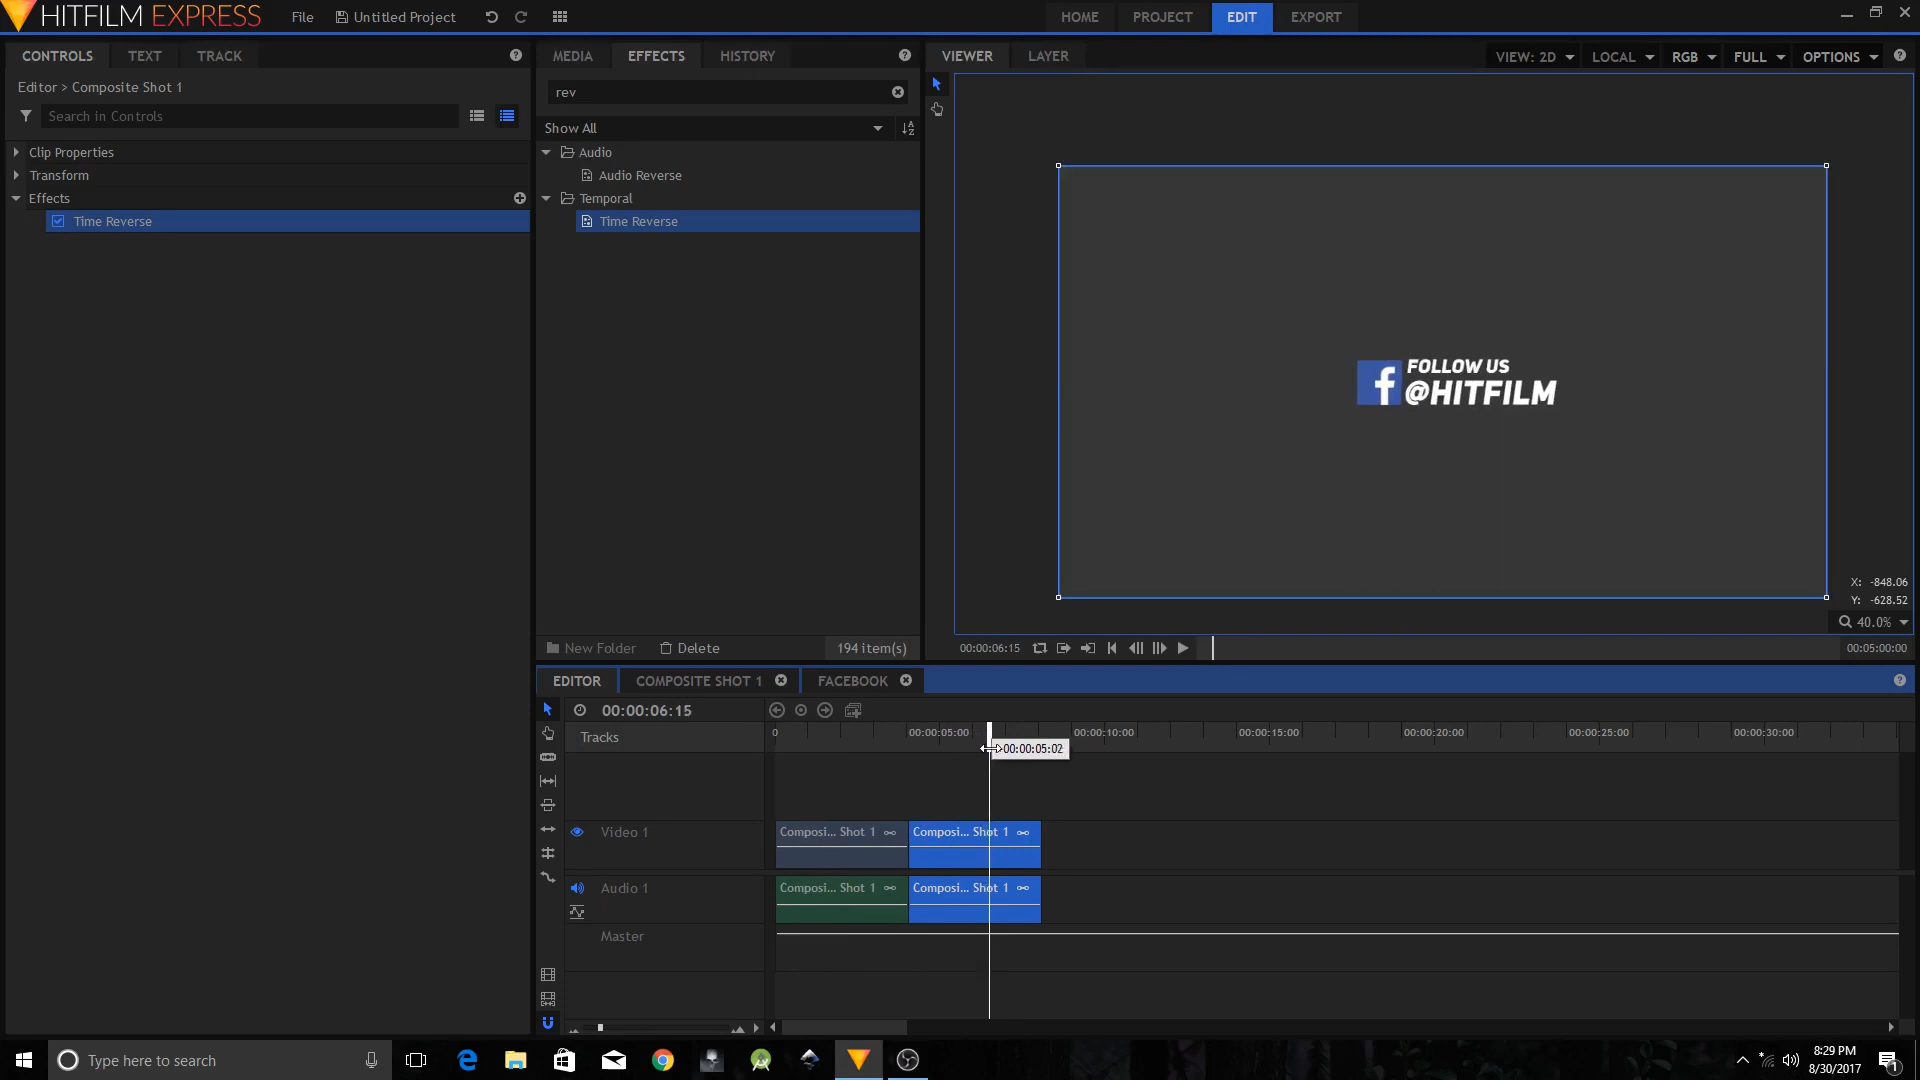 HITFILM EXPRESS File Untitled Project HOME PROJECT EDIT EXPORT
CONTROLS TEXT TRACK
Editor > Composite Shot 1
Search in Controls
Clip Properties
Transform
Effects
Time Reverse
MEDIA EFFECTS HISTORY
rev
Show All
Audio
Audio Reverse
Temporal
Time Reverse
New Folder Delete 194 item(s)
VIEWER LAYER VIEW: 2D LOCAL RGB FULL OPTIONS
f FOLLOW US
@HITFILM
X: -848.06
Y: -628.52
40.0%
00:00:06:15 00:05:00:00
EDITOR COMPOSITE SHOT 1 FACEBOOK
00:00:06:15
Tracks 0 00:00:05:00 00:00:10:00 00:00:15:00 00:00:20:00 00:00:25:00 00:00:30:00
00:00:05:02
Video 1 Composi... Shot 1 Composi... Shot 1
Audio 1 Composi... Shot 1 Composi... Shot 1
Master
Type here to search
8:29 PM
8/30/2017
1